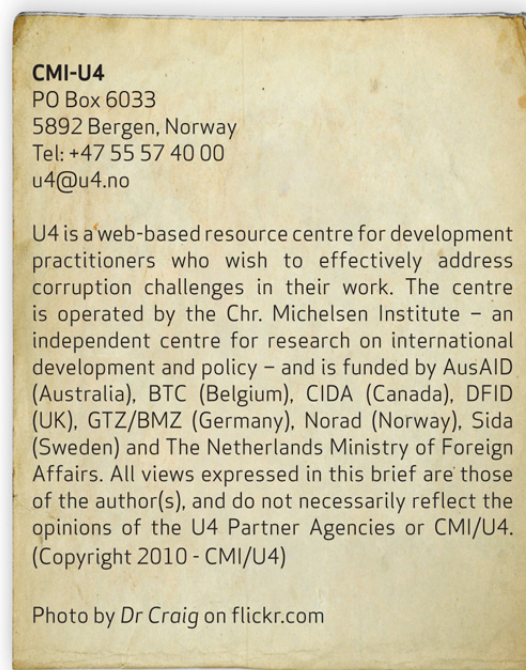 CMI-U4
PO Box 6033
5892 Bergen, Norway
Tel: +47 55 57 40 00
u4@u4.no
U4 is a web-based resource centre for development
practitioners who wish to effectively address
corruption challenges in their work. The centre
is operated by the Chr. Michelsen Institute – an
independent centre for research on international
development and policy – and is funded by AusAID
(Australia), BTC (Belgium), CIDA (Canada), DFID
(UK), GTZ/BMZ (Germany), Norad (Norway), Sida
(Sweden) and The Netherlands Ministry of Foreign
Affairs. All views expressed in this brief are those
of the author(s), and do not necessarily reflect the
opinions of the U4 Partner Agencies or CMI/U4.
(Copyright 2010 - CMI/U4)
Photo by Dr Craig on flickr.com